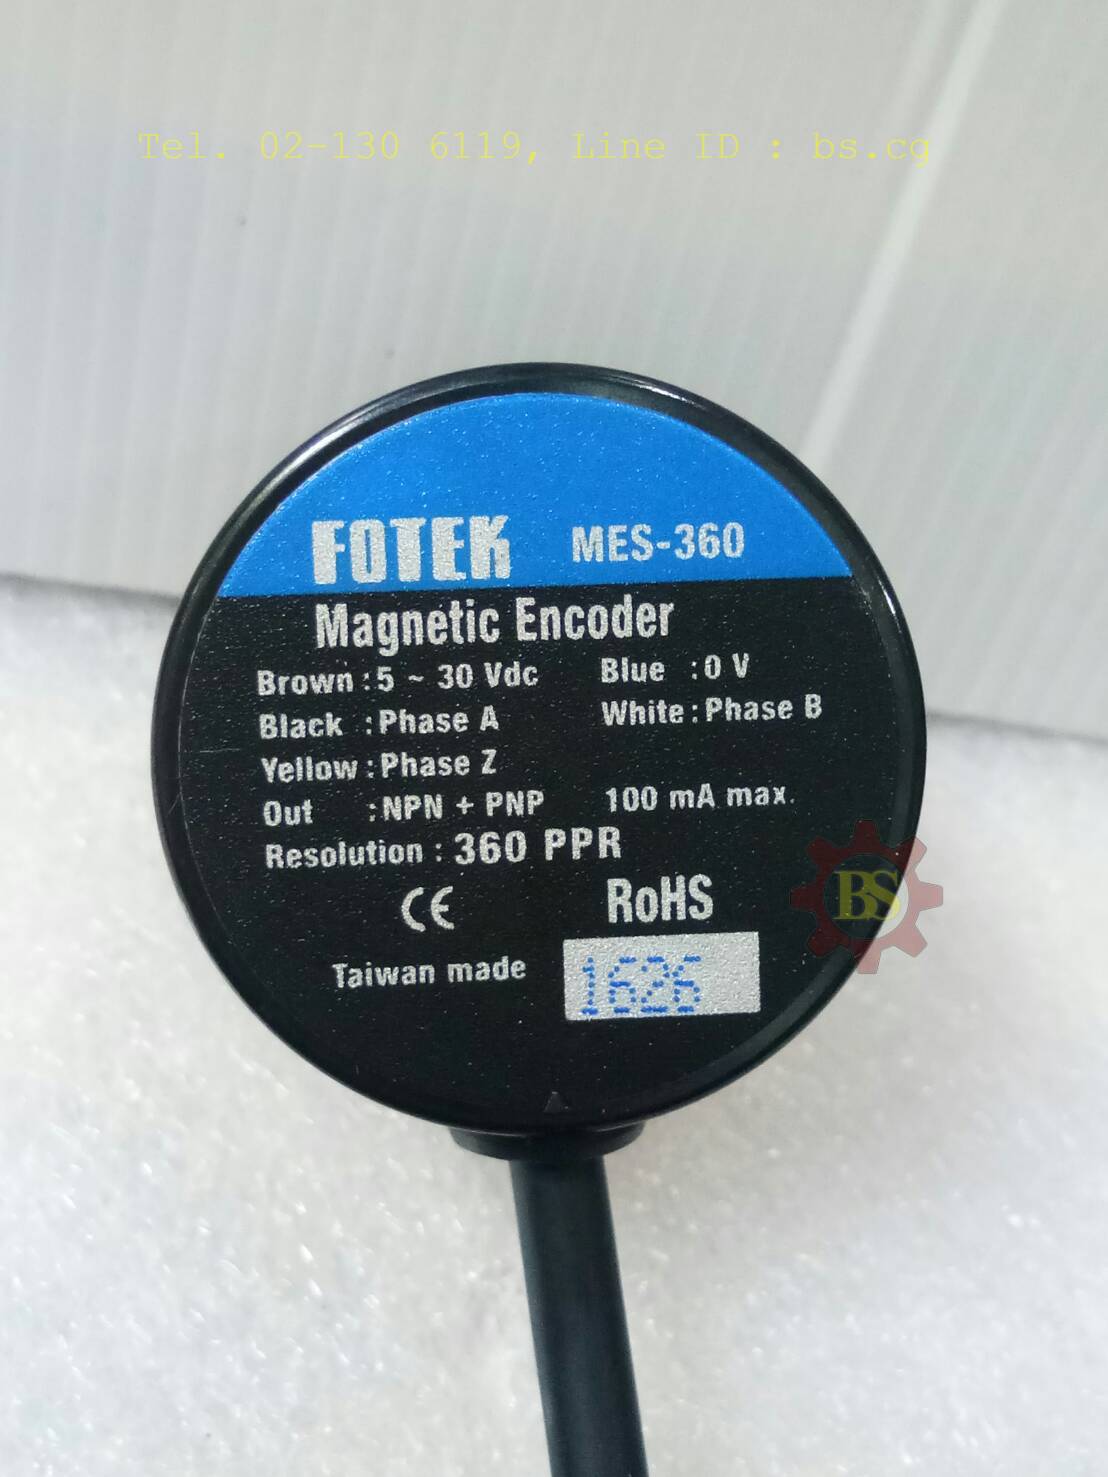 Tel. 02-130 6119, Line ID : bs.cg
FOTEK MES-360
Magnetic Encoder
Brown : 5 ~ 30 Vdc Blue : 0 V
Black : Phase A White : Phase B
Yellow : Phase Z
Out : NPN + PNP 100 mA max.
Resolution : 360 PPR
CE RoHS
BS
Taiwan made 1626